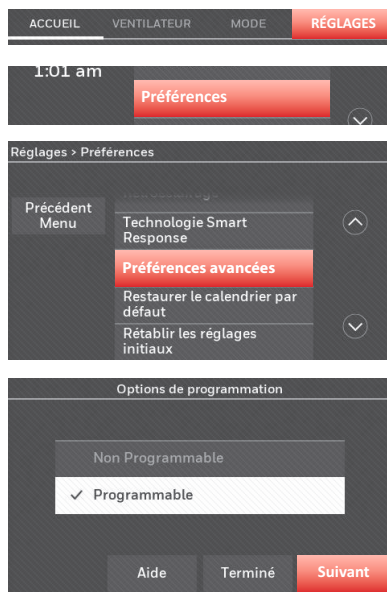 ACCUEIL VENTILATEUR MODE RÉGLAGES
1:01 am
Préférences
Réglages > Préférences
Rétroéclairage
Précédent
Menu
Technologie Smart
Response
Préférences avancées
Restaurer le calendrier par
défaut
Rétablir les réglages
initiaux
Options de programmation
Non Programmable
✓ Programmable
Aide Terminé Suivant